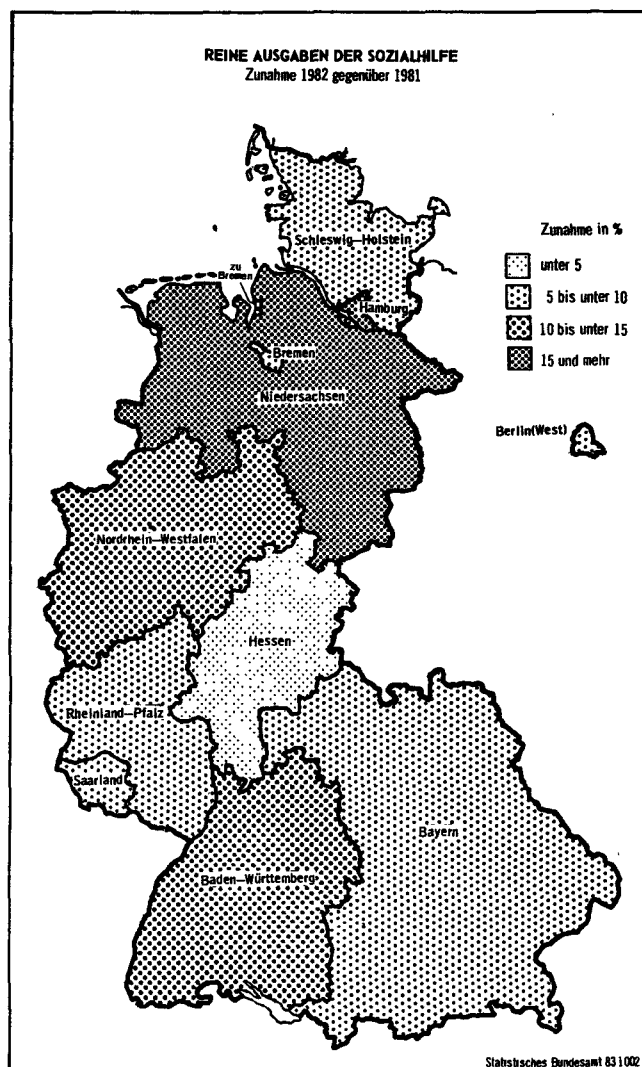 REINE AUSGABEN DER SOZIALHILFE
Zunahme 1982 gegenüber 1981
Zunahme in %
unter 5
5 bis unter 10
10 bis unter 15
15 und mehr
Schleswig–Holstein
zu
Bremen
Hamburg
Bremen
Niedersachsen
Berlin(West)
Nordrhein–Westfalen
Hessen
Rheinland–Pfalz
Saarland
Bayern
Baden–Württemberg
Statistisches Bundesamt 83 1002